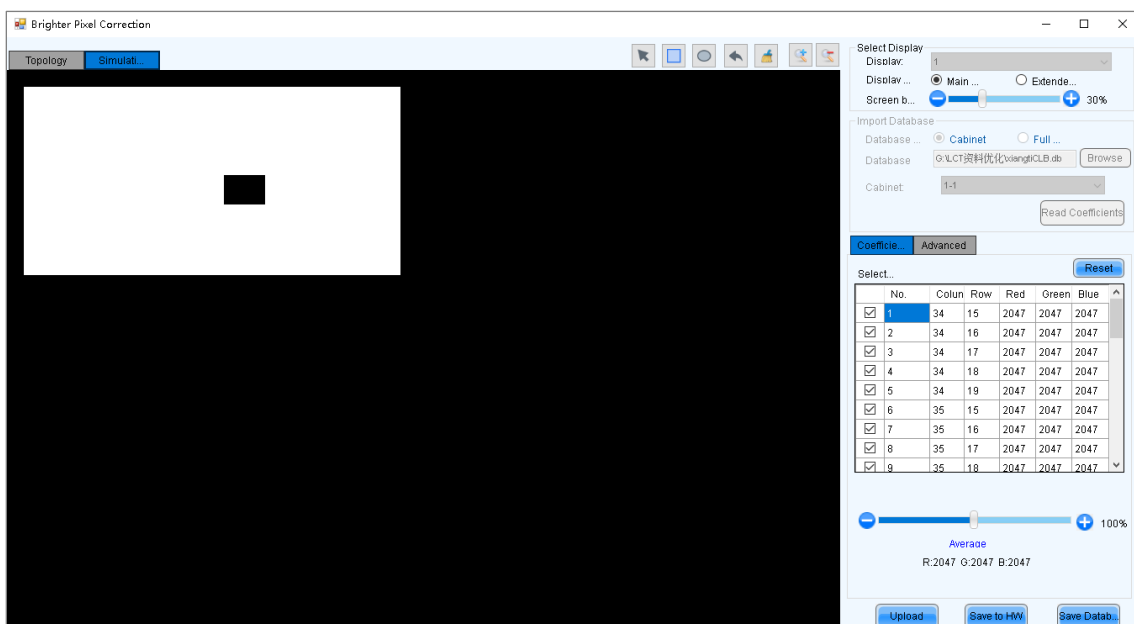 Brighter Pixel Correction
Topology Simulati...
Select Display
Display: 1
Display ... Main ... Extende...
Screen b... 30%
Import Database
Database ... Cabinet Full ...
Database G:\LCT资料优化\xiangtiCLB.db Browse
Cabinet: 1-1
Read Coefficients
Coefficie... Advanced
Select... Reset
No. Colun Row Red Green Blue
1 34 15 2047 2047 2047
2 34 16 2047 2047 2047
3 34 17 2047 2047 2047
4 34 18 2047 2047 2047
5 34 19 2047 2047 2047
6 35 15 2047 2047 2047
7 35 16 2047 2047 2047
8 35 17 2047 2047 2047
9 35 18 2047 2047 2047
100%
Average
R:2047 G:2047 B:2047
Upload Save to HW Save Datab...